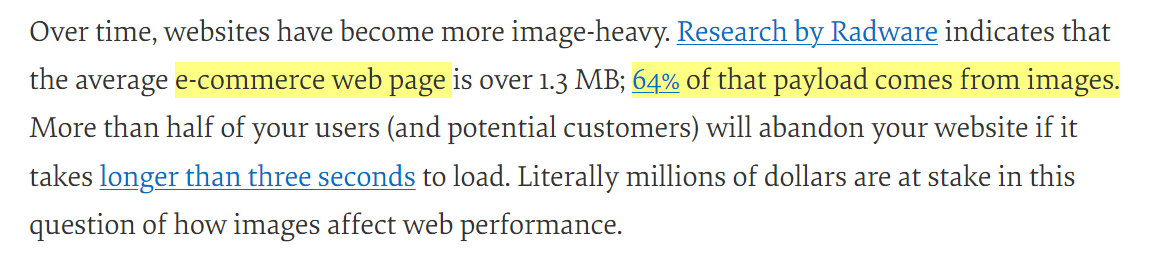 Over time, websites have become more image-heavy. Research by Radware indicates that
the average e-commerce web page is over 1.3 MB; 64% of that payload comes from images.
More than half of your users (and potential customers) will abandon your website if it
takes longer than three seconds to load. Literally millions of dollars are at stake in this
question of how images affect web performance.